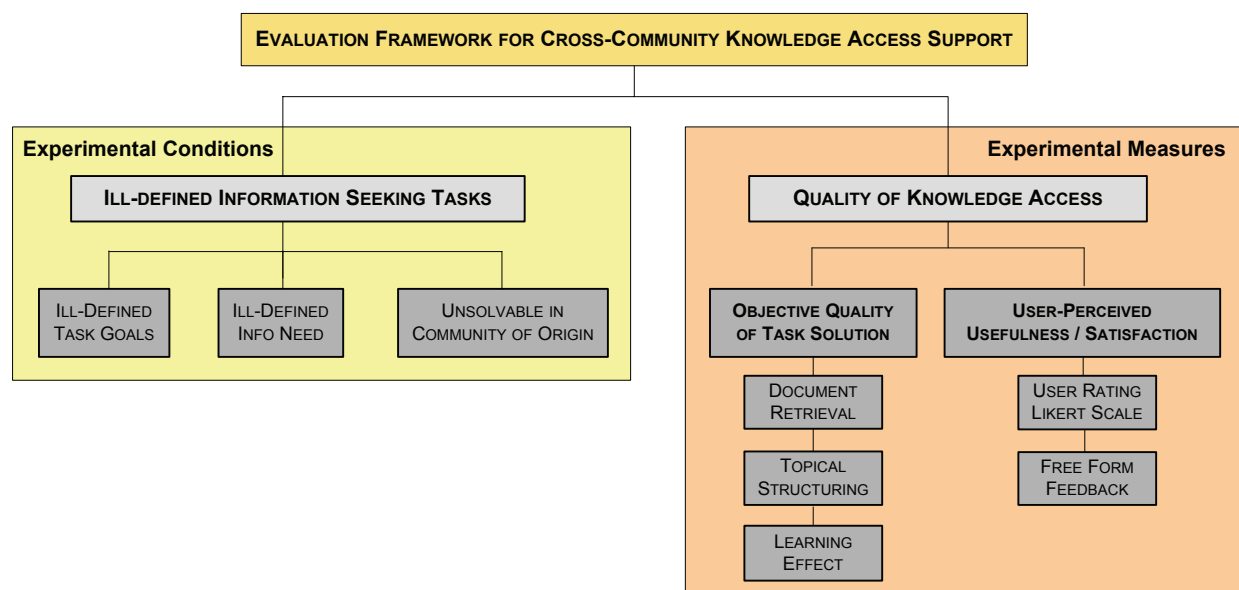 EVALUATION FRAMEWORK FOR CROSS-COMMUNITY KNOWLEDGE ACCESS SUPPORT
Experimental Conditions
ILL-DEFINED INFORMATION SEEKING TASKS
ILL-DEFINED
TASK GOALS
ILL-DEFINED
INFO NEED
UNSOLVABLE IN
COMMUNITY OF ORIGIN
Experimental Measures
QUALITY OF KNOWLEDGE ACCESS
OBJECTIVE QUALITY
OF TASK SOLUTION
DOCUMENT
RETRIEVAL
TOPICAL
STRUCTURING
LEARNING
EFFECT
USER-PERCEIVED
USEFULNESS / SATISFACTION
USER RATING
LIKERT SCALE
FREE FORM
FEEDBACK